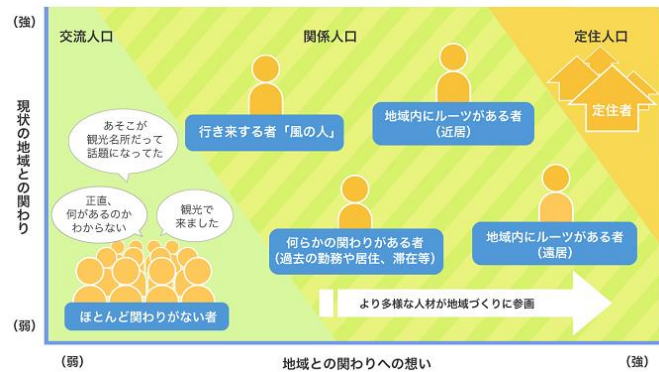 （強）
交流人口
関係人口
定住人口
現状の地域との関わり
あそこが
観光名所だって
話題になってた
正直、
何があるのか
わからない
観光で
来ました
ほとんど関わりがない者
行き来する者「風の人」
地域内にルーツがある者
（近居）
定住者
何らかの関わりがある者
（過去の勤務や居住、滞在等）
地域内にルーツがある者
（遠居）
より多様な人材が地域づくりに参画
（弱）
（弱）
地域との関わりへの想い
（強）